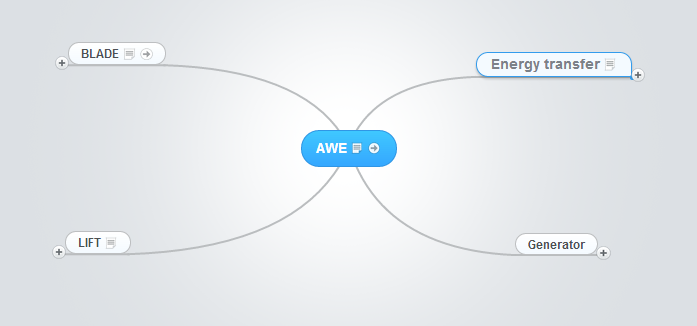 BLADE
Energy transfer
AWE
LIFT
Generator